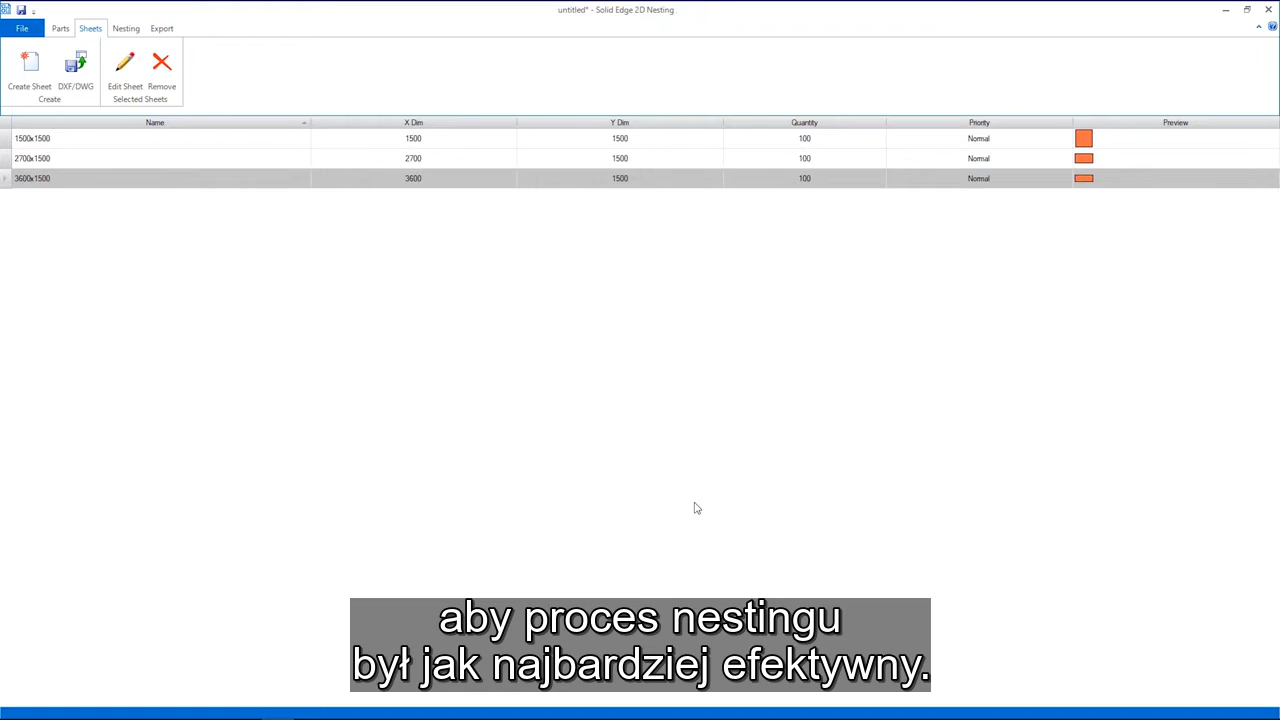 untitled* - Solid Edge 2D Nesting
File Parts Sheets Nesting Export
Create Sheet DXF/DWG Edit Sheet Remove
Create Selected Sheets
Name X Dim Y Dim Quantity Priority Preview
1500x1500 1500 1500 100 Normal
2700x1500 2700 1500 100 Normal
3600x1500 3600 1500 100 Normal
aby proces nestingu
był jak najbardziej efektywny.